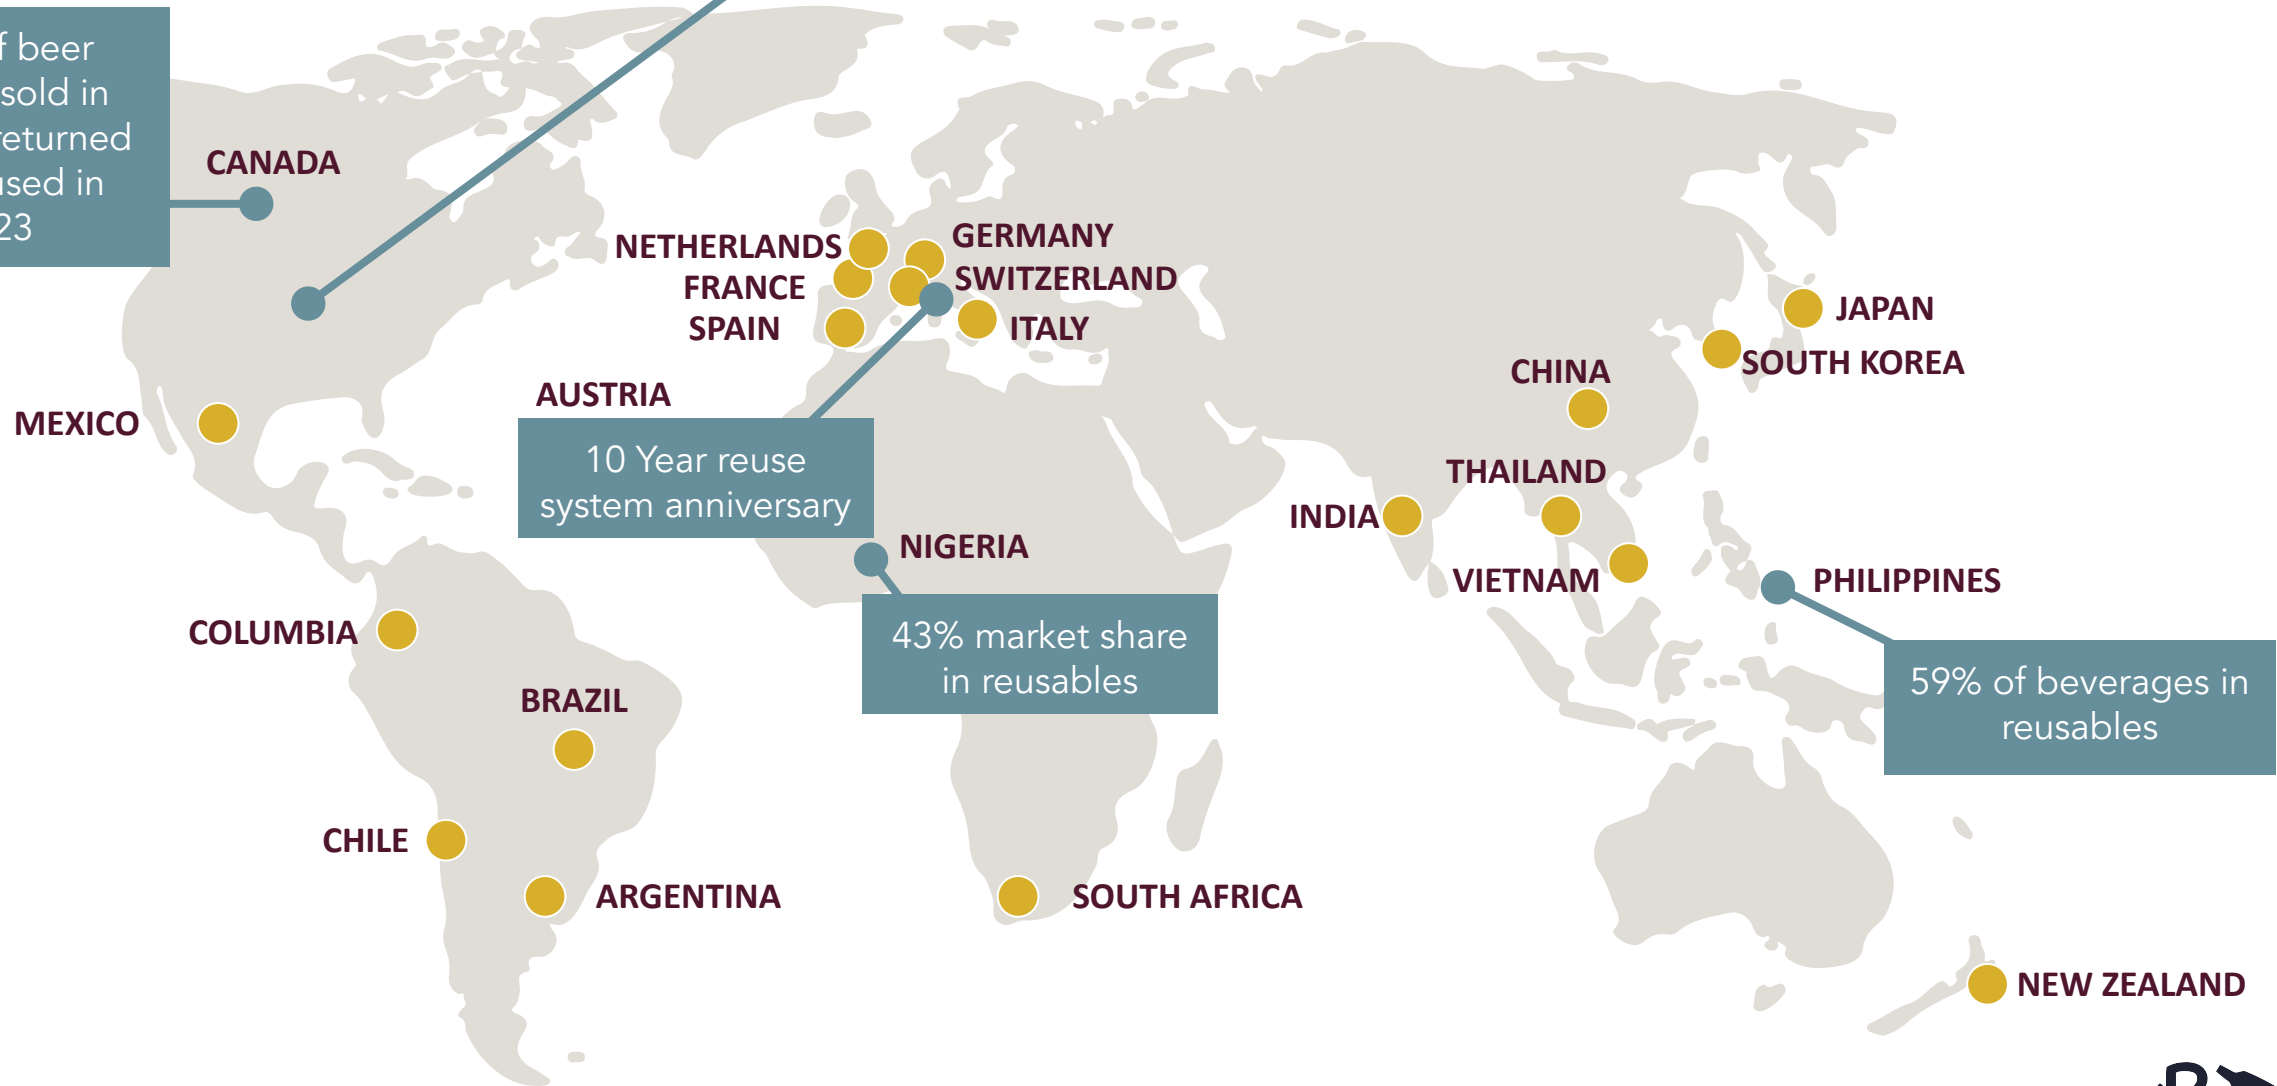 f beer
sold in
returned
used in
23
CANADA
NETHERLANDS
GERMANY
FRANCE
SWITZERLAND
SPAIN
ITALY
JAPAN
SOUTH KOREA
CHINA
AUSTRIA
MEXICO
10 Year reuse
system anniversary
THAILAND
INDIA
NIGERIA
VIETNAM
PHILIPPINES
COLUMBIA
43% market share
in reusables
59% of beverages in
reusables
BRAZIL
CHILE
ARGENTINA
SOUTH AFRICA
NEW ZEALAND